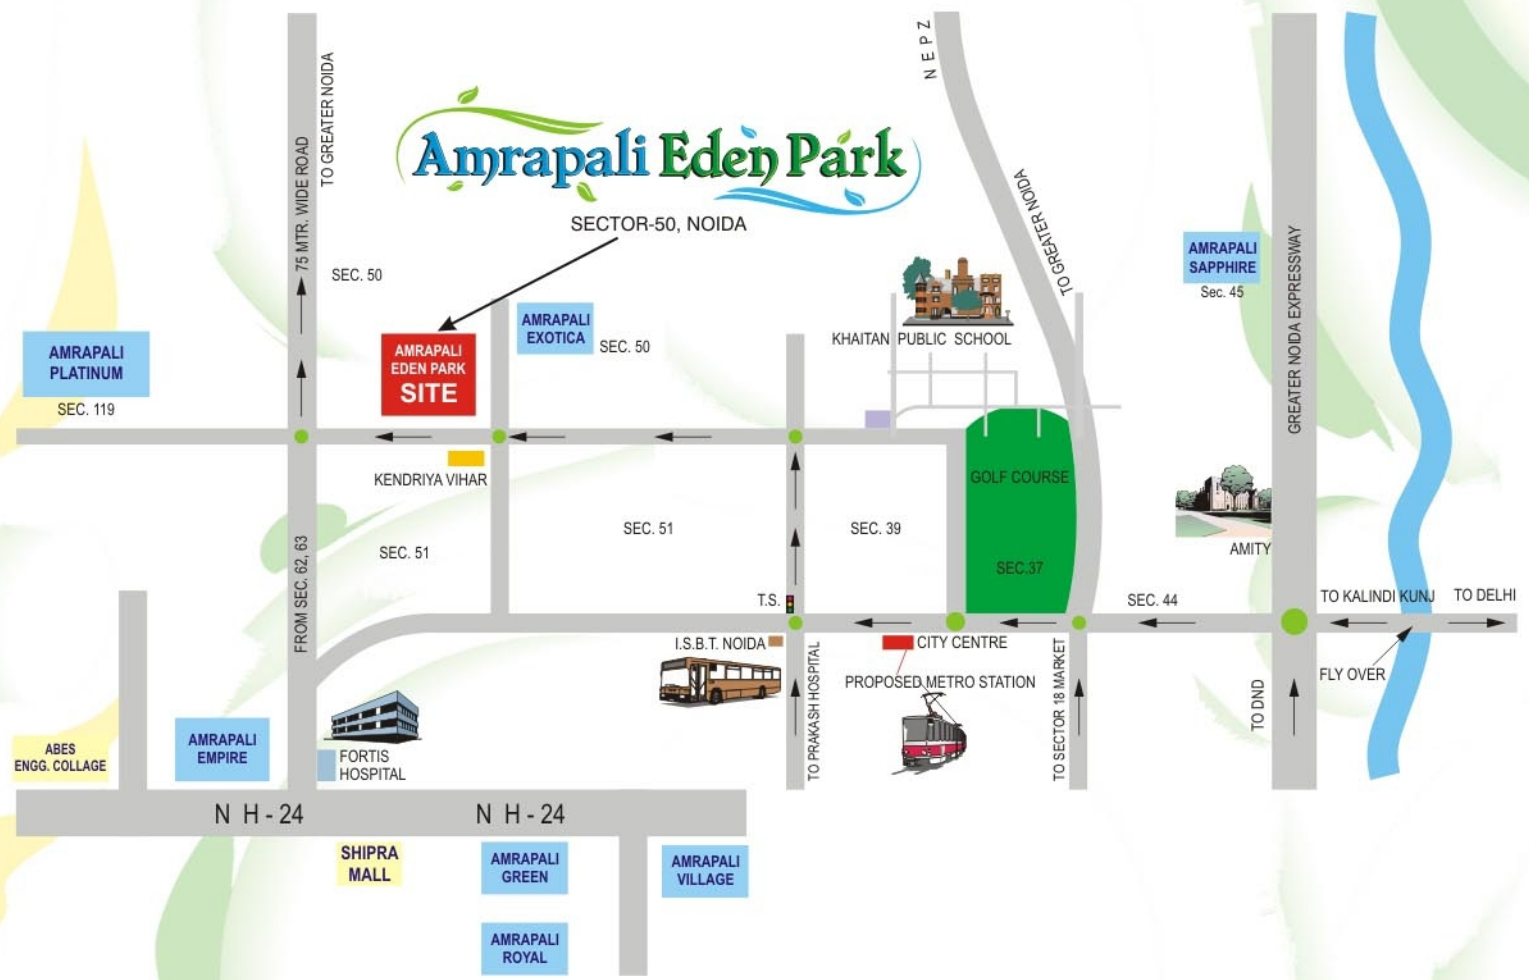 NEPZ
TO GREATER NOIDA
75 MTR. WIDE ROAD
Amrapali Eden Park
SECTOR-50, NOIDA
TO GREATER NOIDA
GREATER NOIDA EXPRESSWAY
AMRAPALI
SAPPHIRE
Sec. 45
SEC. 50
AMRAPALI
EXOTICA
SEC. 50
KHAITAN PUBLIC SCHOOL
AMRAPALI
PLATINUM
SEC. 119
AMRAPALI
EDEN PARK
SITE
KENDRIYA VIHAR
GOLF COURSE
SEC. 51
SEC. 51
SEC. 39
SEC.37
AMITY
FROM SEC. 62, 63
T.S.
SEC. 44
TO KALINDI KUNJ
TO DELHI
I.S.B.T. NOIDA
CITY CENTRE
PROPOSED METRO STATION
TO PRAKASH HOSPITAL
TO SECTOR 18 MARKET
TO DND
FLY OVER
ABES
ENGG. COLLAGE
AMRAPALI
EMPIRE
FORTIS
HOSPITAL
N H - 24
N H - 24
SHIPRA
MALL
AMRAPALI
GREEN
AMRAPALI
VILLAGE
AMRAPALI
ROYAL